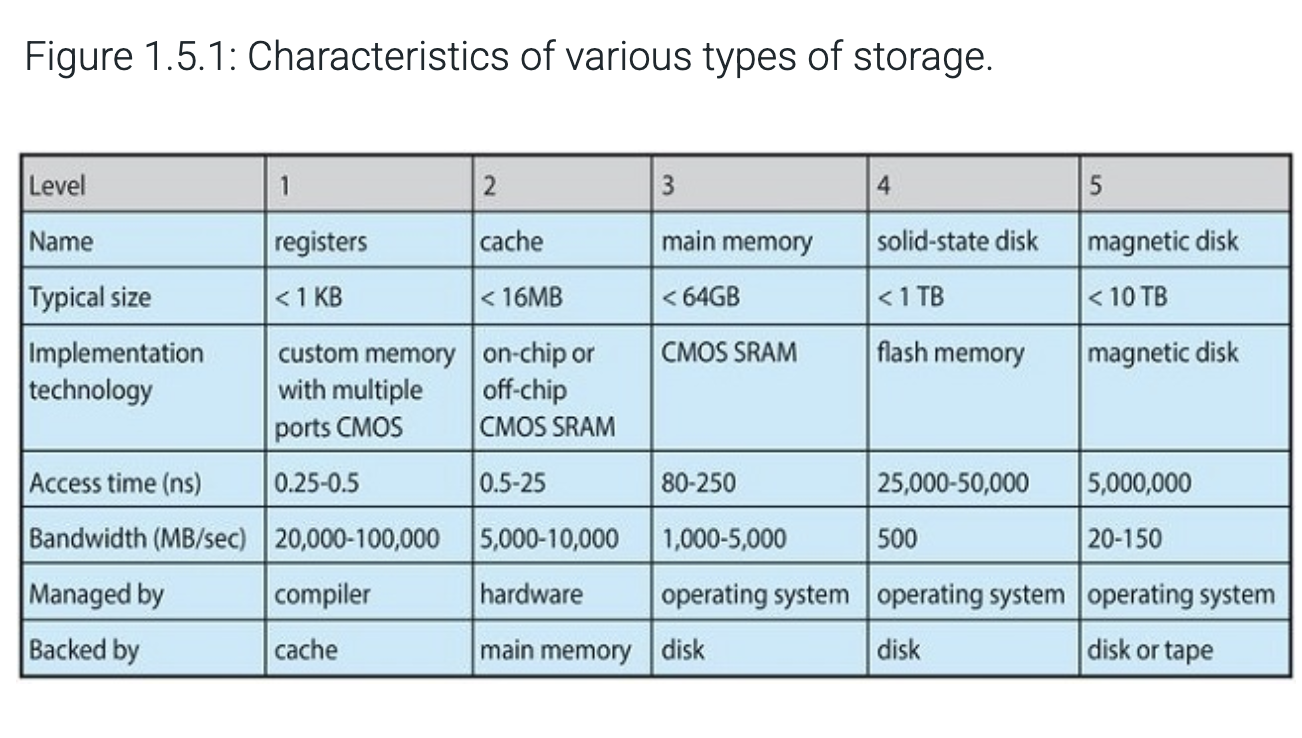 Figure 1.5.1: Characteristics of various types of storage.
Level 1 2 3 4 5
Name registers cache main memory solid-state disk magnetic disk
Typical size < 1 KB < 16MB < 64GB < 1 TB < 10 TB
Implementation custom memory on-chip or CMOS SRAM flash memory magnetic disk
technology with multiple off-chip
ports CMOS CMOS SRAM
Access time (ns) 0.25-0.5 0.5-25 80-250 25,000-50,000 5,000,000
Bandwidth (MB/sec) 20,000-100,000 5,000-10,000 1,000-5,000 500 20-150
Managed by compiler hardware operating system operating system operating system
Backed by cache main memory disk disk disk or tape